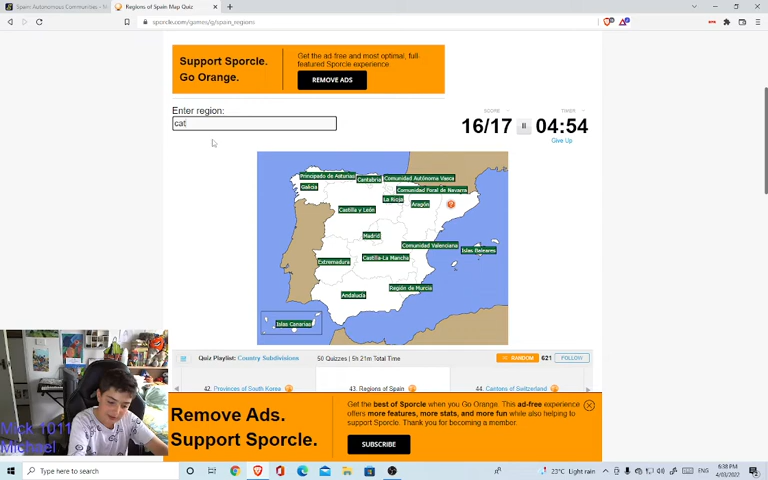 Spain: Autonomous Communities - M
Regions of Spain Map Quiz
sporcle.com/games/g/spain_regions
Support Sporcle.
Go Orange.
Get the ad-free and most optimal, full-
featured Sporcle experience
REMOVE ADS
Enter region:
cat
SCORE
TIMER
16/17
04:54
Give Up
Principado de Asturias
Cantabria
Comunidad Autónoma Vasca
Galicia
Comunidad Foral de Navarra
La Rioja
Aragón
Castilla y León
Madrid
Comunidad Valenciana
Islas Baleares
Extremadura
Castilla-La Mancha
Región de Murcia
Andalucía
Islas Canarias
Quiz Playlist: Country Subdivisions
50 Quizzes | 5h 21m Total Time
RANDOM
621
FOLLOW
42. Provinces of South Korea
43. Regions of Spain
44. Cantons of Switzerland
Remove Ads.
Support Sporcle.
Get the best of Sporcle when you Go Orange. This ad-free experience
offers more features, more stats, and more fun while also helping to
support Sporcle. Thank you for becoming a member.
SUBSCRIBE
Mick 1011
Michael
Type here to search
23°C Light rain
ENG
6:38 PM
4/03/2022